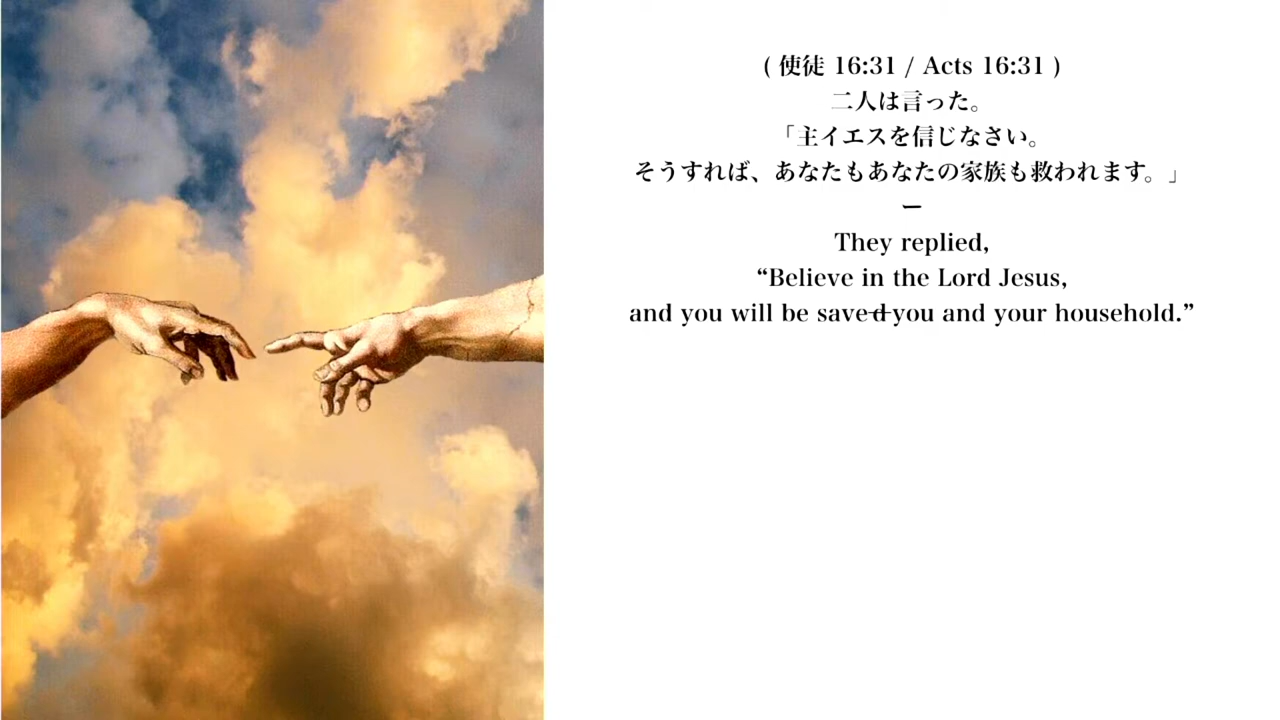 ( 使徒 16:31 / Acts 16:31 )
二人は言った。
「主イエスを信じなさい。
そうすれば、あなたもあなたの家族も救われます。」
ー
They replied,
“Believe in the Lord Jesus,
and you will be saved—you and your household.”